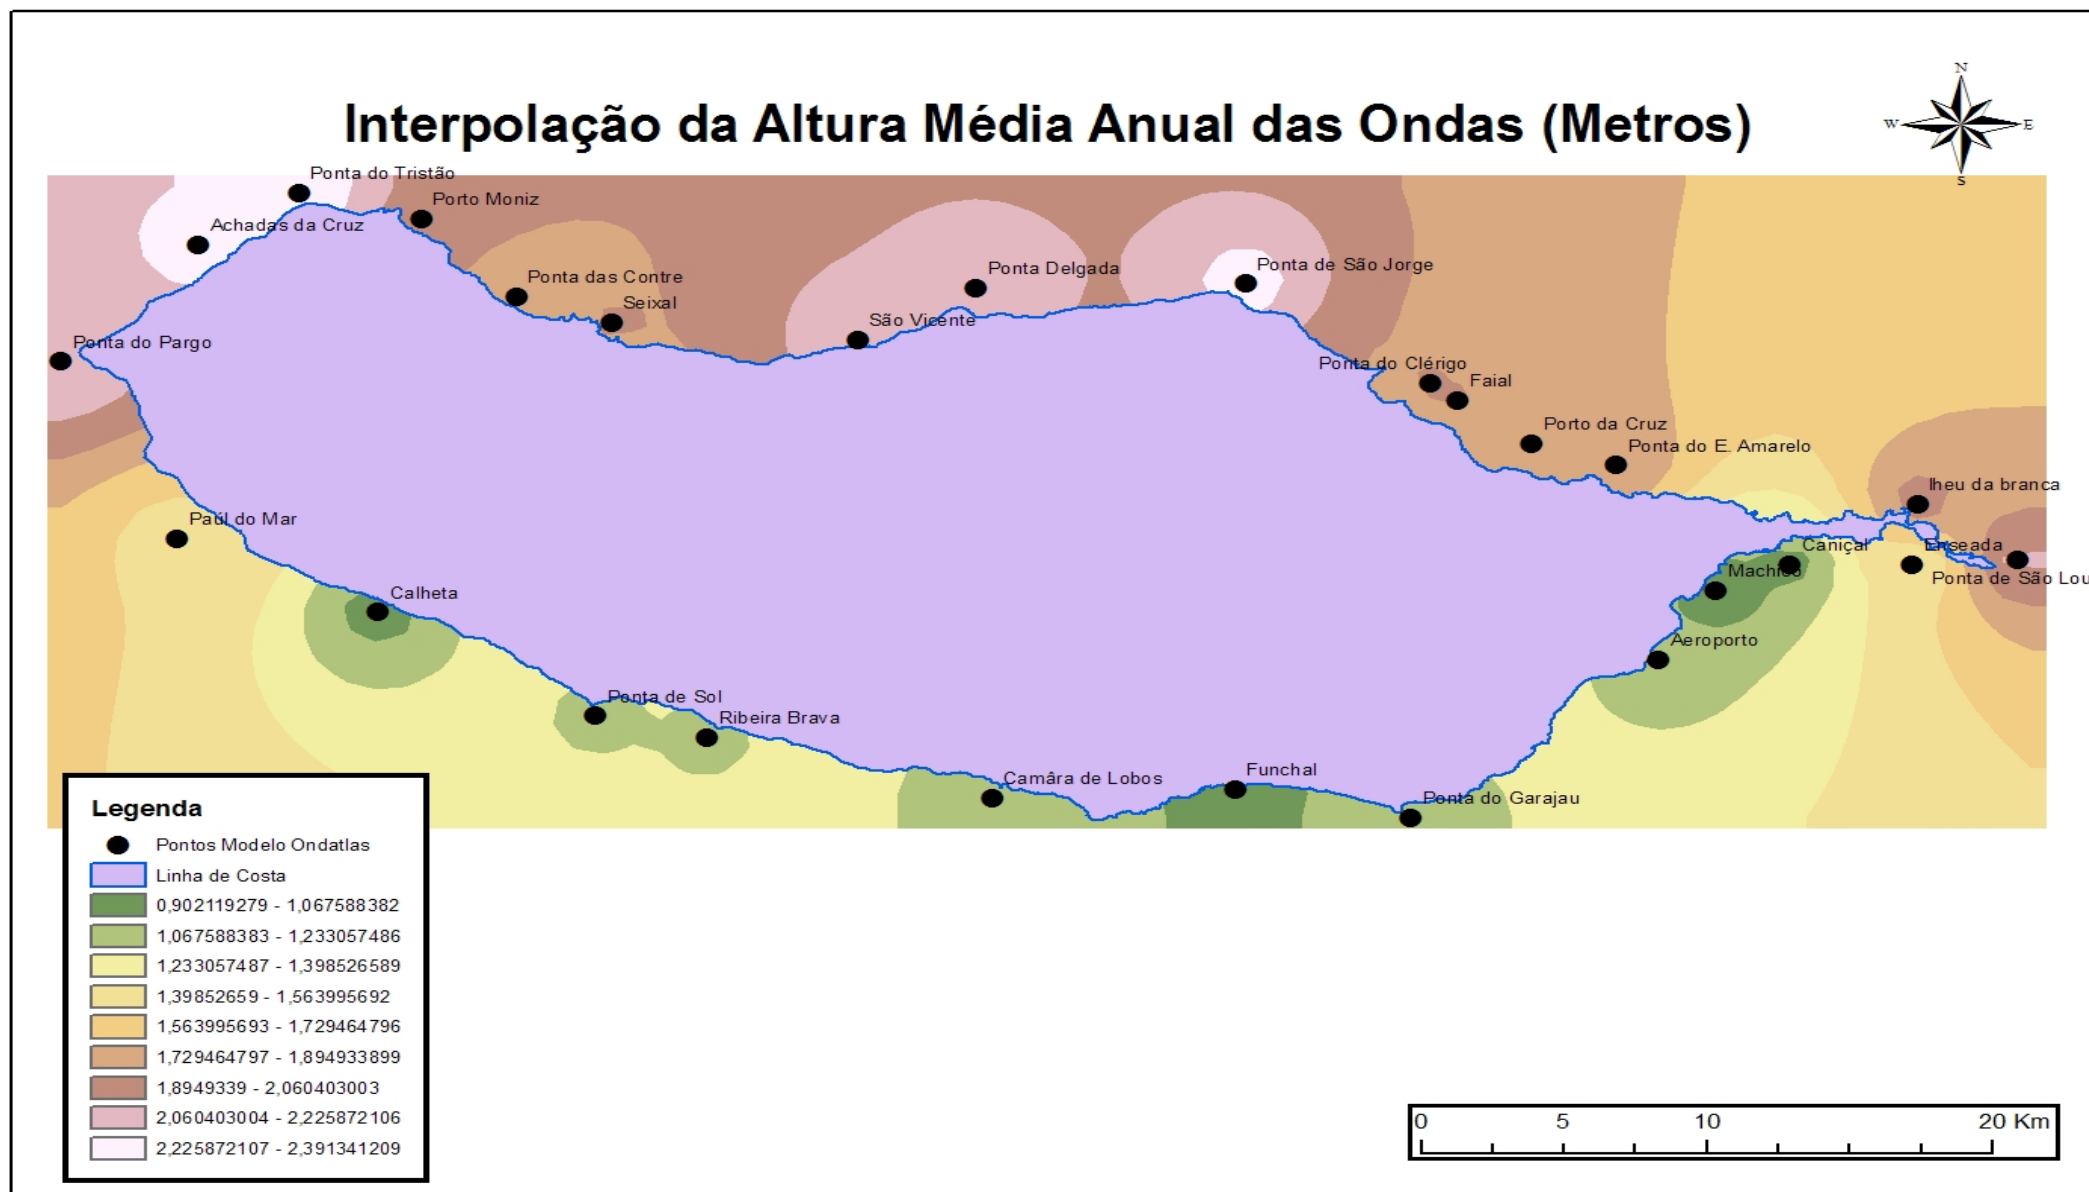 Interpolação da Altura Média Anual das Ondas (Metros)
N
W
E
S
Ponta do Tristão
Porto Moniz
Achadas da Cruz
Ponta das Contre
Seixal
Ponta Delgada
Ponta de São Jorge
São Vicente
Ponta do Pargo
Ponta do Clérigo
Faial
Porto da Cruz
Ponta do E. Amarelo
Iheu da branca
Paúl do Mar
Caniçal
Enseada
Machico
Ponta de São Lou
Calheta
Aeroporto
Ponta de Sol
Ribeira Brava
Funchal
Camâra de Lobos
Ponta do Garajau
Legenda
Pontos Modelo Ondatlas
Linha de Costa
0,902119279 - 1,067588382
1,067588383 - 1,233057486
1,233057487 - 1,398526589
1,39852659 - 1,563995692
1,563995693 - 1,729464796
1,729464797 - 1,894933899
1,8949339 - 2,060403003
2,060403004 - 2,225872106
2,225872107 - 2,391341209
0 5 10 20 Km